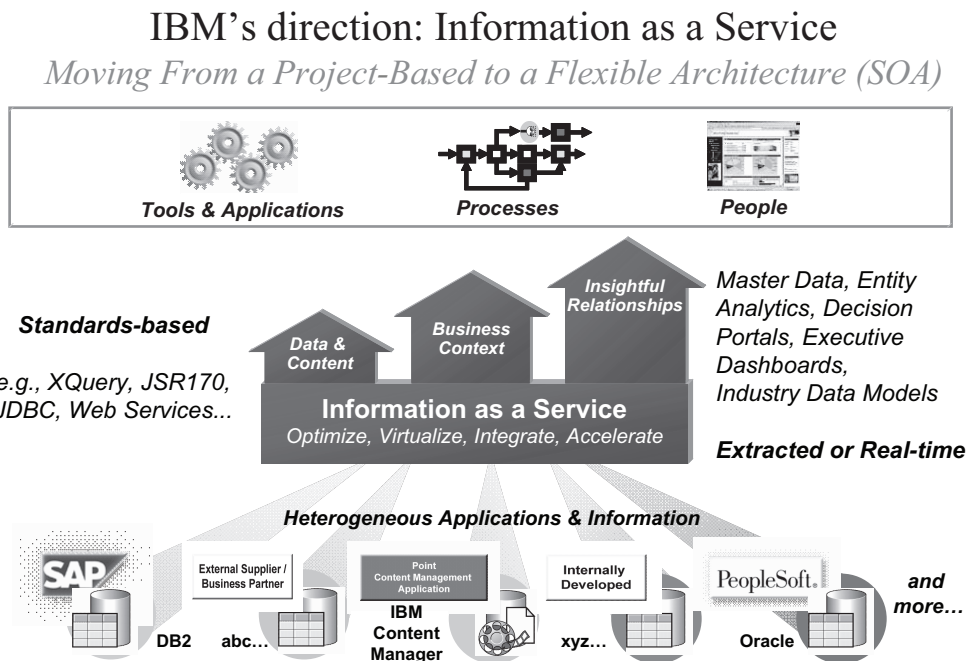 IBM’s direction: Information as a Service
Moving From a Project-Based to a Flexible Architecture (SOA)
Tools & Applications
Processes
People
Standards-based
e.g., XQuery, JSR170,
JDBC, Web Services...
Data &
Content
Business
Context
Insightful
Relationships
Information as a Service
Optimize, Virtualize, Integrate, Accelerate
Master Data, Entity
Analytics, Decision
Portals, Executive
Dashboards,
Industry Data Models
Extracted or Real-time
Heterogeneous Applications & Information
SAP
DB2
External Supplier /
Business Partner
abc...
Point
Content Management
Application
IBM
Content
Manager
Internally
Developed
xyz...
PeopleSoft.
Oracle
and
more...